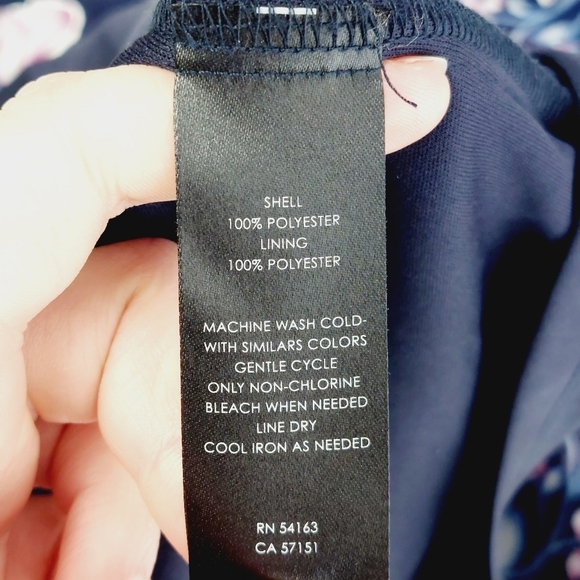 SHELL
100% POLYESTER
LINING
100% POLYESTER
MACHINE WASH COLD-
WITH SIMILARS COLORS
GENTLE CYCLE
ONLY NON-CHLORINE
BLEACH WHEN NEEDED
LINE DRY
COOL IRON AS NEEDED
RN 54163
CA 57151